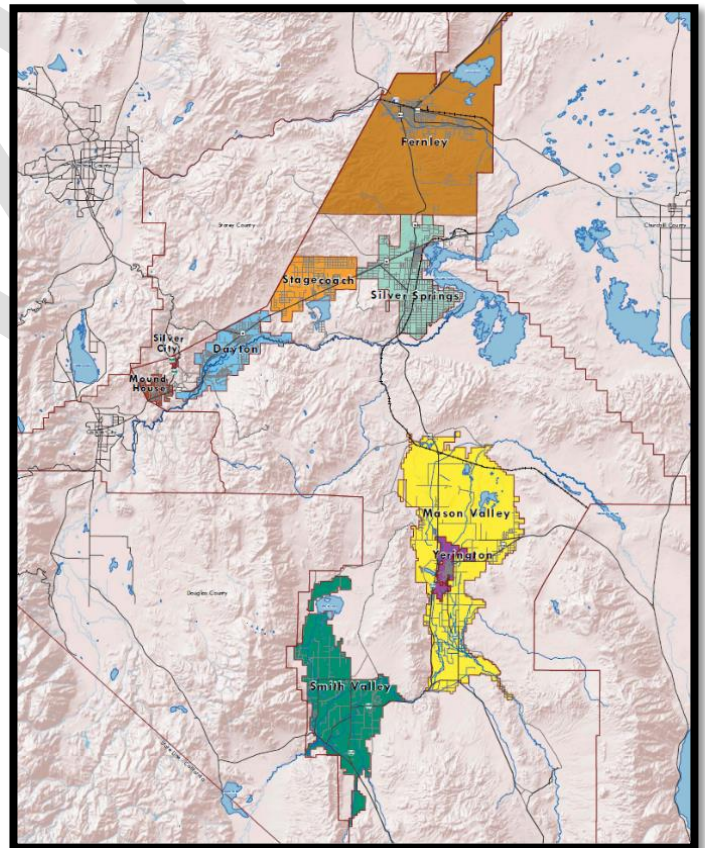 Fernley
Storey County
Churchill County
Stagecoach
Silver Springs
Silver
City
Dayton
Mound
House
Mason Valley
Yerington
Douglas County
Smith Valley